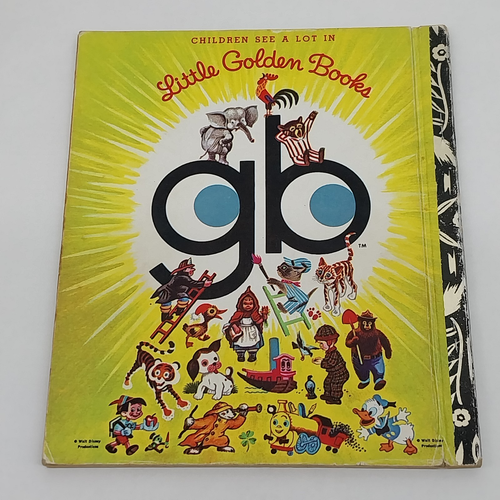 CHILDREN SEE A LOT IN
Little Golden Books
gb
TM
© Walt Disney
Productions
© Walt Disney
Productions